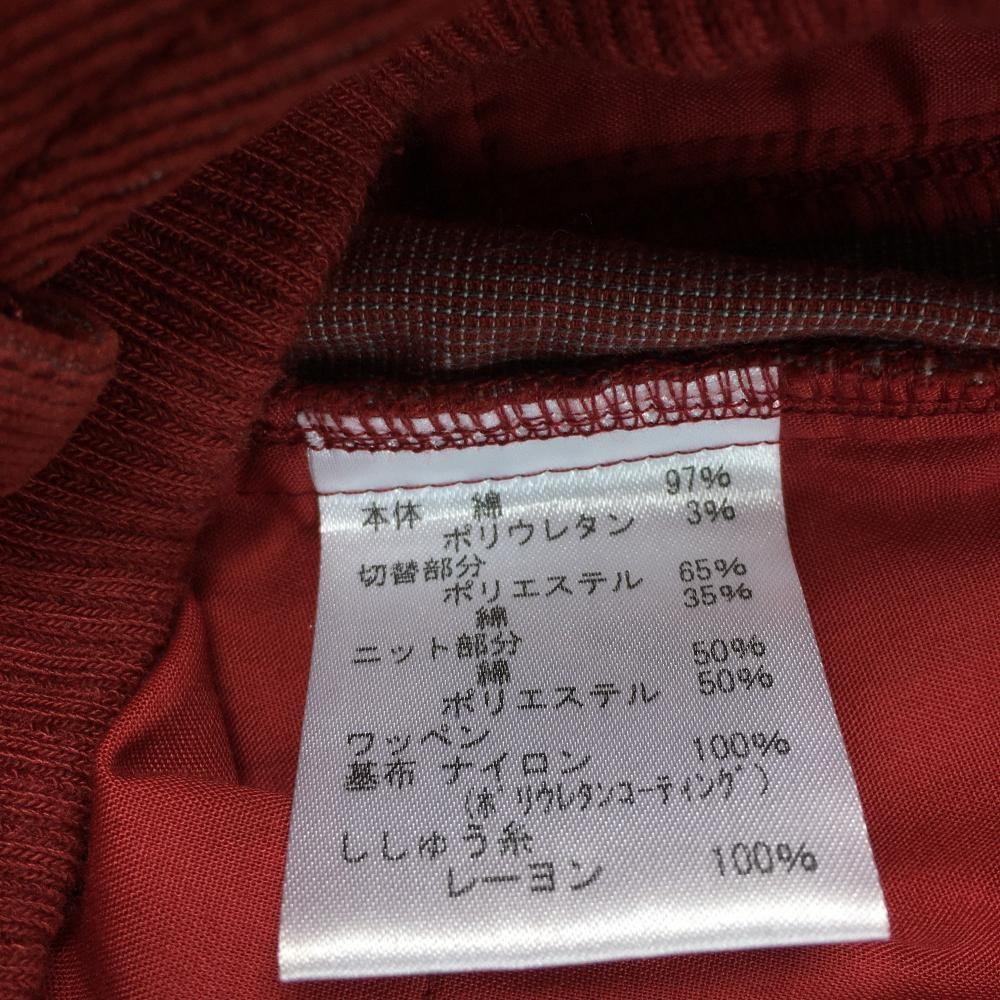 本体 綿 97%
ポリウレタン 3%
切替部分
ポリエステル 65%
綿 35%
ニット部分
綿 50%
ポリエステル 50%
ワッペン
基布 ナイロン 100%
(ポリウレタンコーティング)
ししゅう糸
レーヨン 100%